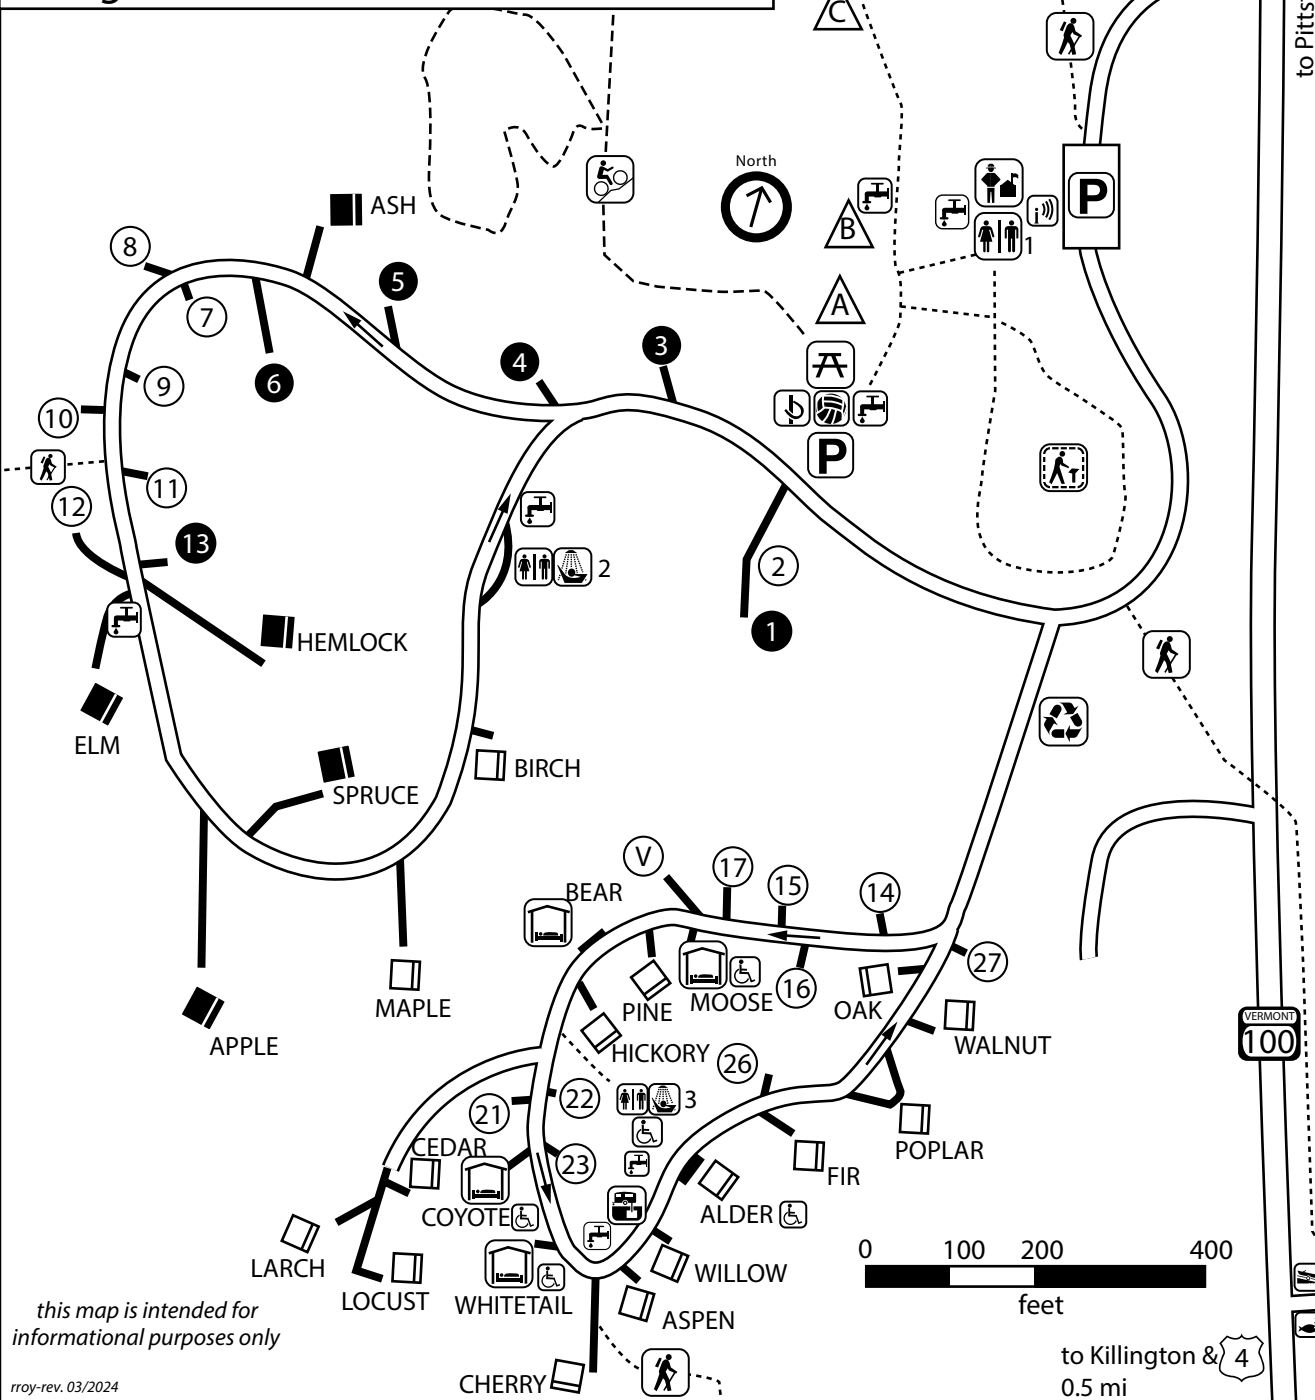 to Pitts
C
North
ASH
B
i
P
1
8
5
7
A
3
4
6
9
10
P
11
12
13
2
2
1
HEMLOCK
ELM
BIRCH
SPRUCE
V
17
15
14
BEAR
27
16
MAPLE
PINE
MOOSE
OAK
APPLE
WALNUT
VERMONT
100
HICKORY
26
21
22
3
POPLAR
CEDAR
23
FIR
COYOTE
ALDER
LARCH
WILLOW
0 100 200 400
feet
LOCUST
WHITETAIL
ASPEN
this map is intended for
informational purposes only
to Killington &
4
0.5 mi
CHERRY
rroy-rev. 03/2024